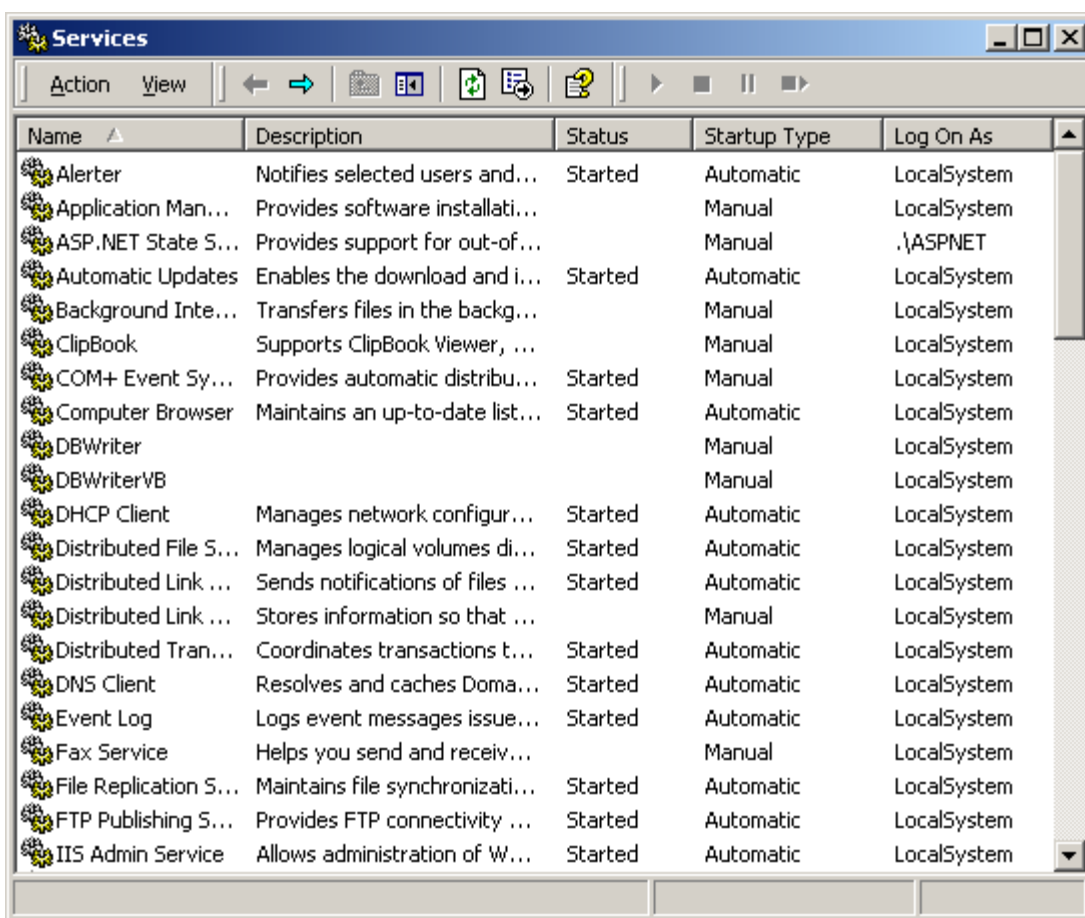 Services
Action View
Name Description Status Startup Type Log On As
Alerter Notifies selected users and... Started Automatic LocalSystem
Application Man... Provides software installati... Manual LocalSystem
ASP.NET State S... Provides support for out-of... Manual .\ASPNET
Automatic Updates Enables the download and i... Started Automatic LocalSystem
Background Inte... Transfers files in the backg... Manual LocalSystem
ClipBook Supports ClipBook Viewer, ... Manual LocalSystem
COM+ Event Sy... Provides automatic distribu... Started Manual LocalSystem
Computer Browser Maintains an up-to-date list... Started Automatic LocalSystem
DBWriter Manual LocalSystem
DBWriterVB Manual LocalSystem
DHCP Client Manages network configur... Started Automatic LocalSystem
Distributed File S... Manages logical volumes di... Started Automatic LocalSystem
Distributed Link ... Sends notifications of files ... Started Automatic LocalSystem
Distributed Link ... Stores information so that ... Manual LocalSystem
Distributed Tran... Coordinates transactions t... Started Automatic LocalSystem
DNS Client Resolves and caches Doma... Started Automatic LocalSystem
Event Log Logs event messages issue... Started Automatic LocalSystem
Fax Service Helps you send and receiv... Manual LocalSystem
File Replication S... Maintains file synchronizati... Started Automatic LocalSystem
FTP Publishing S... Provides FTP connectivity ... Started Automatic LocalSystem
IIS Admin Service Allows administration of W... Started Automatic LocalSystem